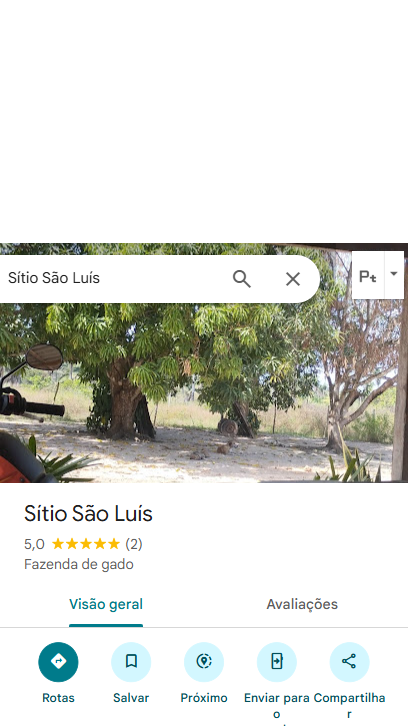 Sítio São Luís
Pt
Sítio São Luís
5,0 (2)
Fazenda de gado
Visão geral Avaliações
Rotas Salvar Próximo Enviar para o Compartilhar